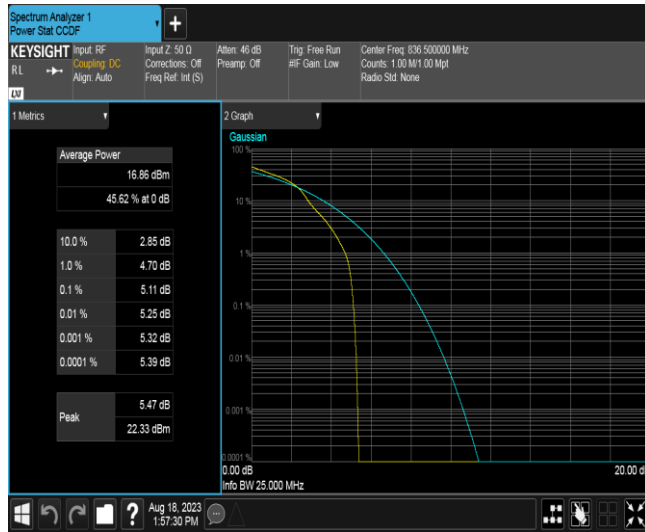 Spectrum Analyzer 1
Power Stat CCDF
KEYSIGHT
RL
LXI
Input: RF
Coupling: DC
Align: Auto
Input Z: 50 Ω
Corrections: Off
Freq Ref: Int (S)
Atten: 46 dB
Preamp: Off
Trig: Free Run
#IF Gain: Low
Center Freq: 836.500000 MHz
Counts: 1.00 M/1.00 Mpt
Radio Std: None
1 Metrics
Average Power
16.86 dBm
45.62 % at 0 dB
10.0 % 2.85 dB
1.0 % 4.70 dB
0.1 % 5.11 dB
0.01 % 5.25 dB
0.001 % 5.32 dB
0.0001 % 5.39 dB
Peak
5.47 dB
22.33 dBm
2 Graph
Gaussian
100 %
10 %
1 %
0.1 %
0.01 %
0.001 %
0.0001 %
0.00 dB
20.00 d
Info BW 25.000 MHz
?
Aug 18, 2023
1:57:30 PM